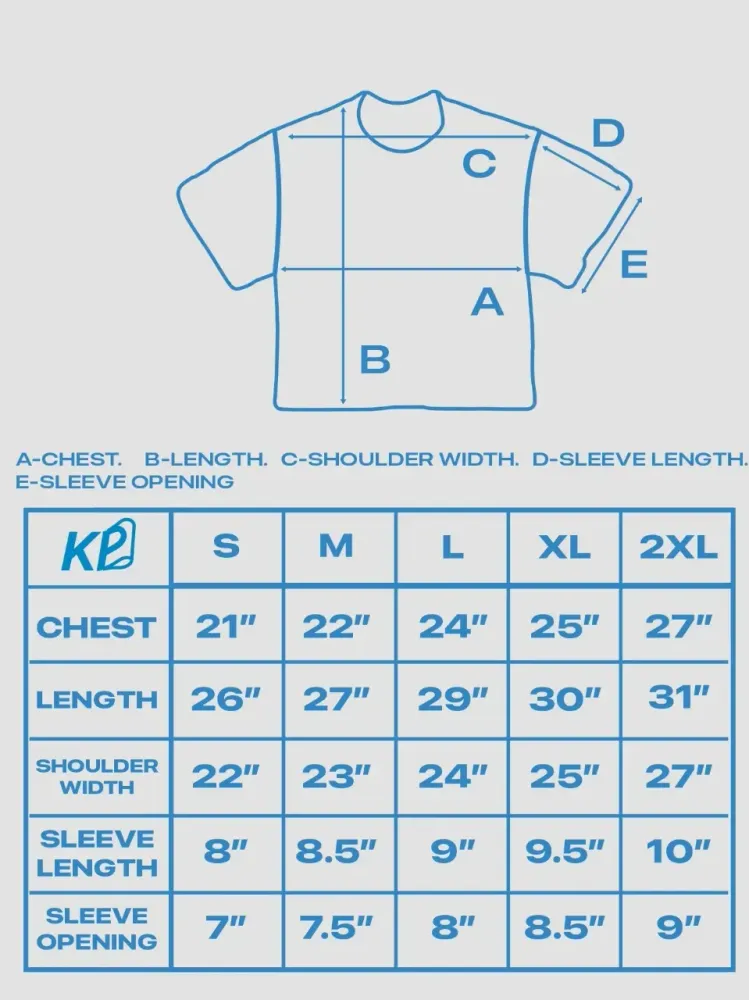 D
C
E
A
B
A-CHEST. B-LENGTH. C-SHOULDER WIDTH. D-SLEEVE LENGTH.
E-SLEEVE OPENING
KP S M L XL 2XL
CHEST 21" 22" 24" 25" 27"
LENGTH 26" 27" 29" 30" 31"
SHOULDER
WIDTH 22" 23" 24" 25" 27"
SLEEVE
LENGTH 8" 8.5" 9" 9.5" 10"
SLEEVE
OPENING 7" 7.5" 8" 8.5" 9"